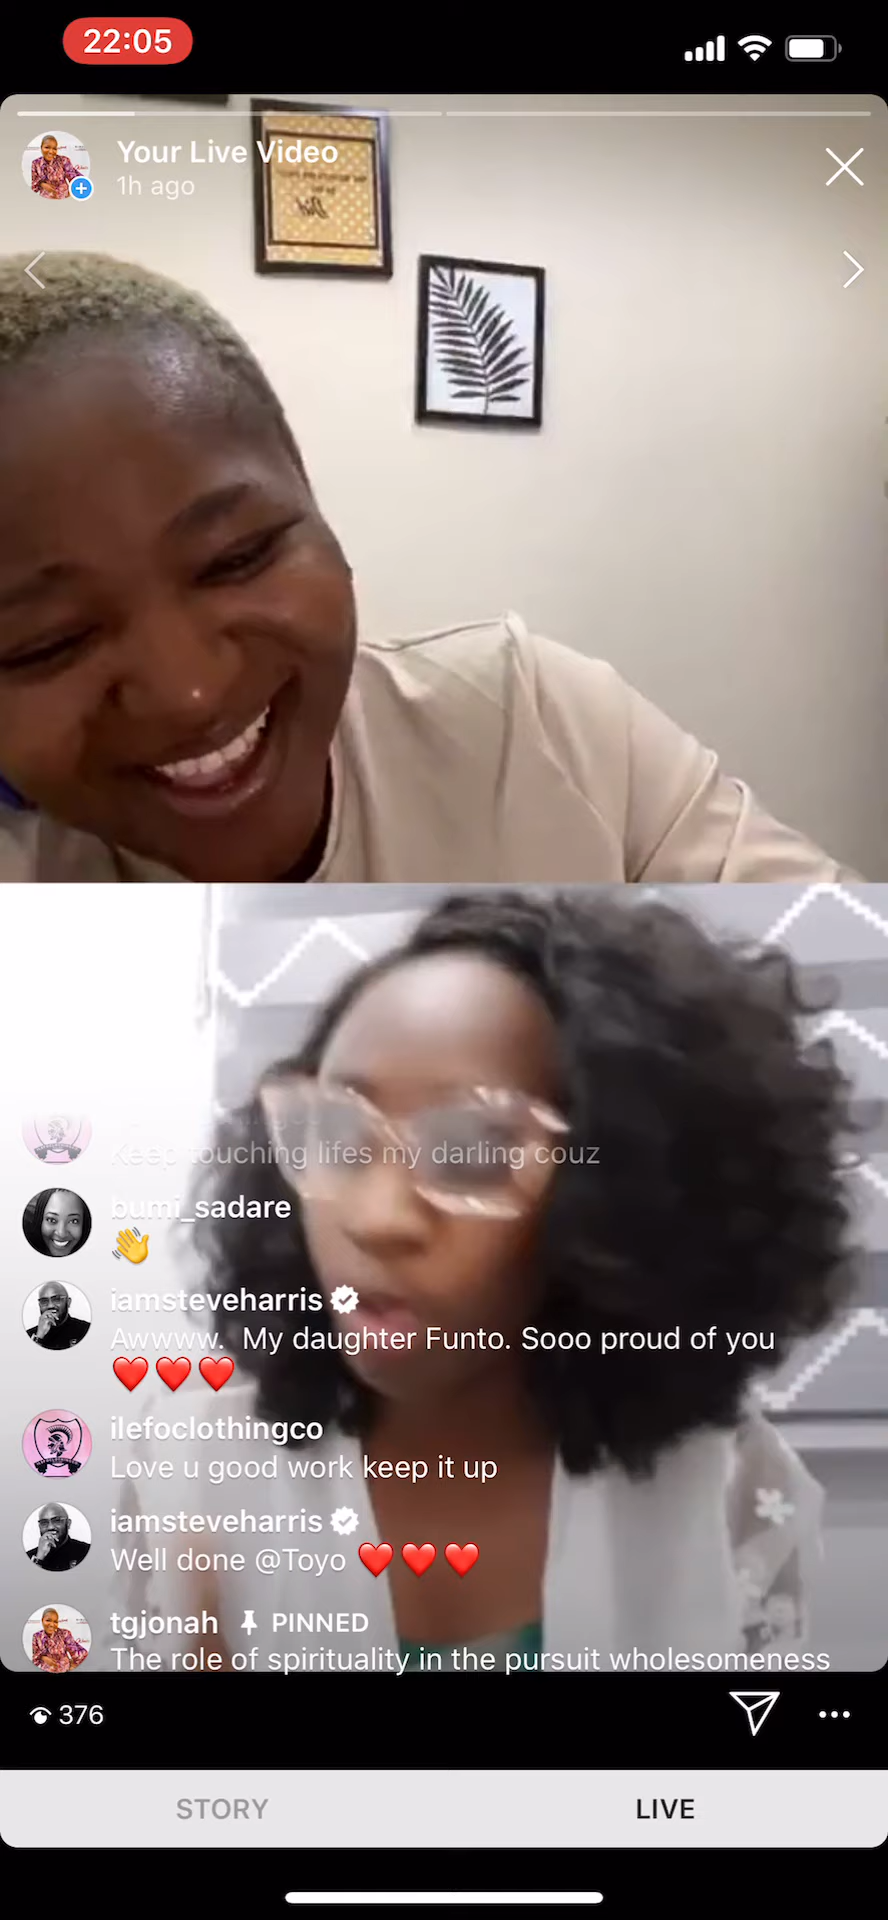 22:05
Your Live Video
1h ago
Keep touching lifes my darling couz
bumi_sadare
👋
iamsteveharris
Awwww. My daughter Funto. Sooo proud of you
❤️❤️❤️
ilefoclothingco
Love u good work keep it up
iamsteveharris
Well done @Toyo ❤️❤️❤️
tgjonah PINNED
The role of spirituality in the pursuit wholesomeness
376
STORY
LIVE